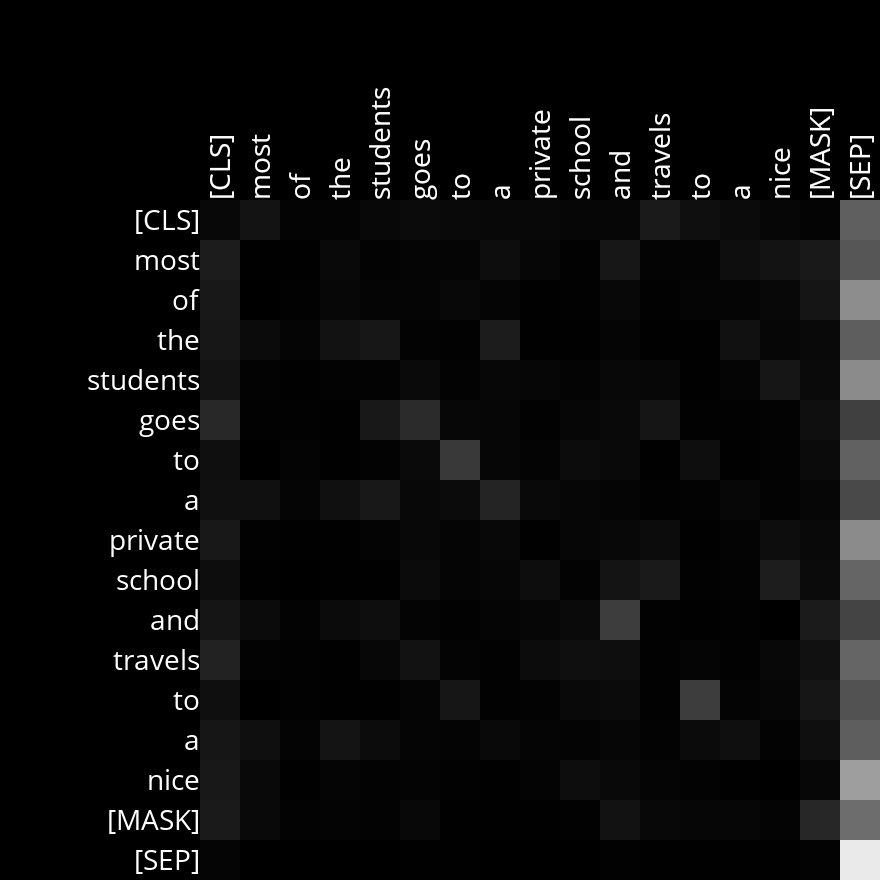 [CLS] most of the students goes to a private school and travels to a nice [MASK] [SEP]
[CLS]
most
of
the
students
goes
to
a
private
school
and
travels
to
a
nice
[MASK]
[SEP]